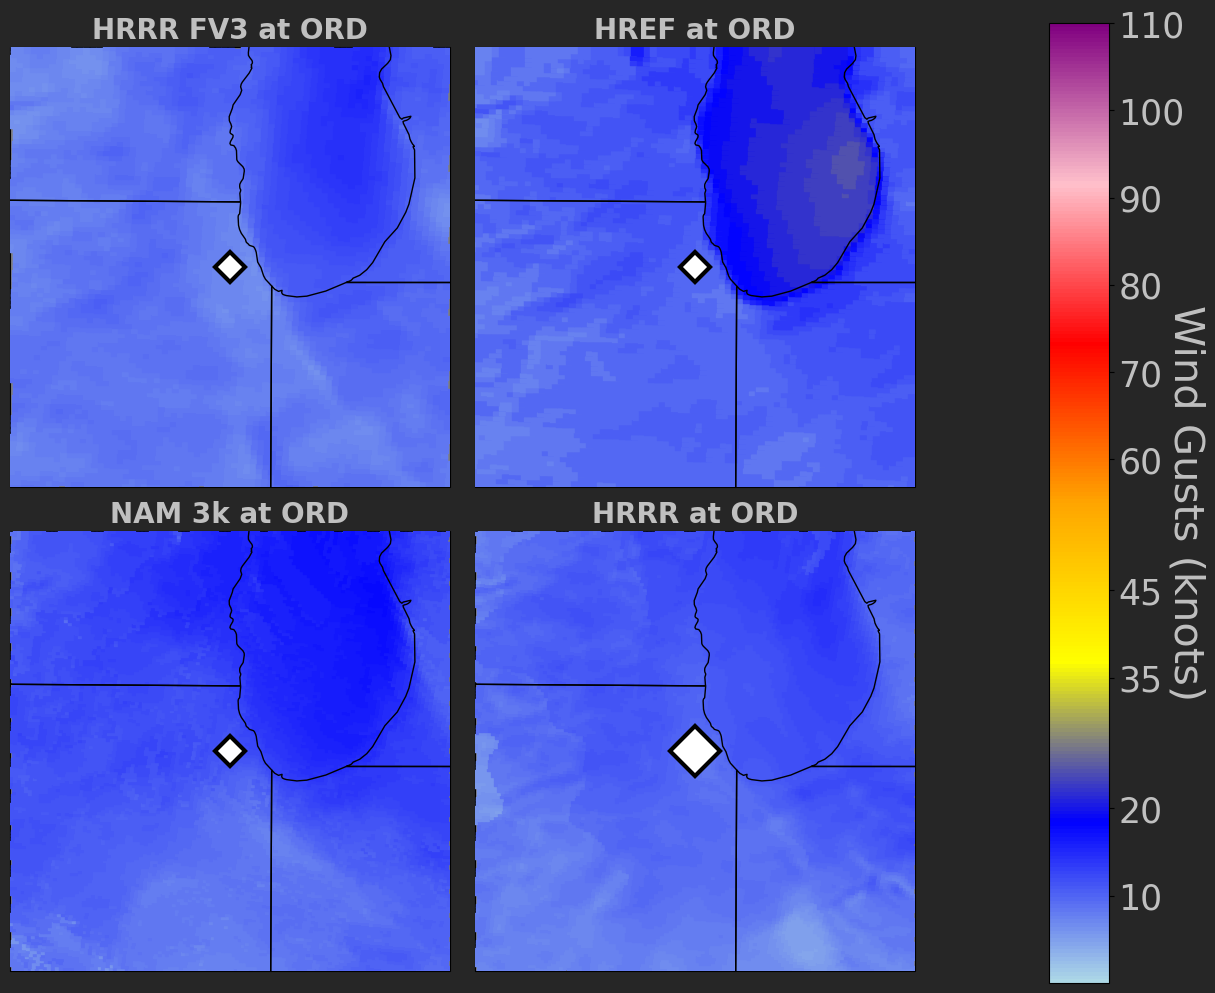 HRRR FV3 at ORD
HREF at ORD
NAM 3k at ORD
HRRR at ORD
110
100
90
80
70
60
45
35
20
10
Wind Gusts (knots)